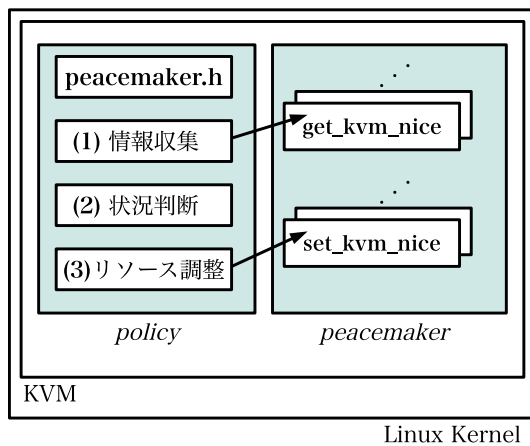 peacemaker.h
(1) 情報収集
(2) 状況判断
(3)リソース調整
policy
get_kvm_nice
set_kvm_nice
peacemaker
KVM
Linux Kernel